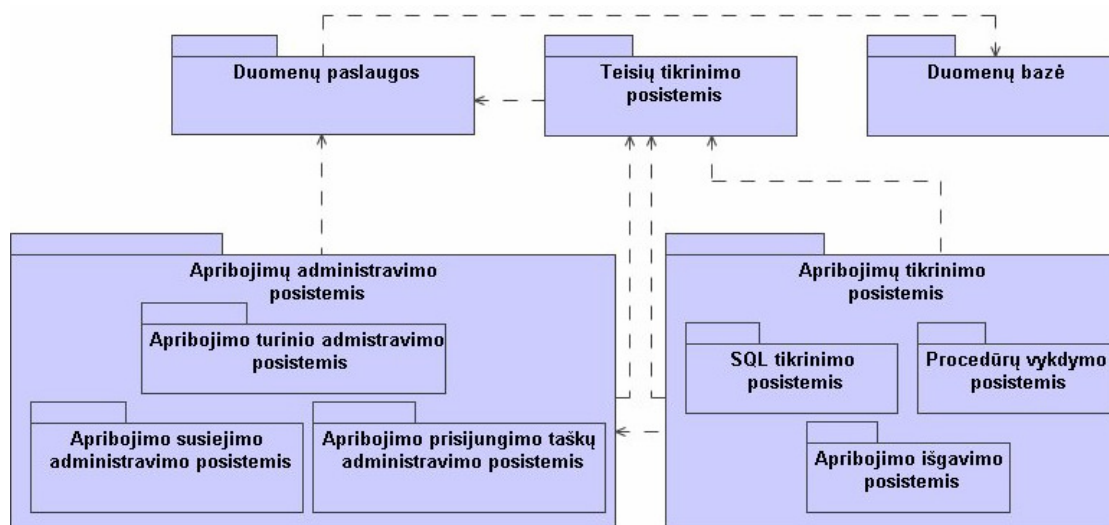 Duomenų paslaugos
Teisių tikrinimo
posistemis
Duomenų bazė
Apribojimų administravimo
posistemis
Apribojimo turinio admistravimo
posistemis
Apribojimo susiejimo
administravimo posistemis
Apribojimo prisijungimo taškų
administravimo posistemis
Apribojimų tikrinimo
posistemis
SQL tikrinimo
posistemis
Procedūrų vykdymo
posistemis
Apribojimo išgavimo
posistemis